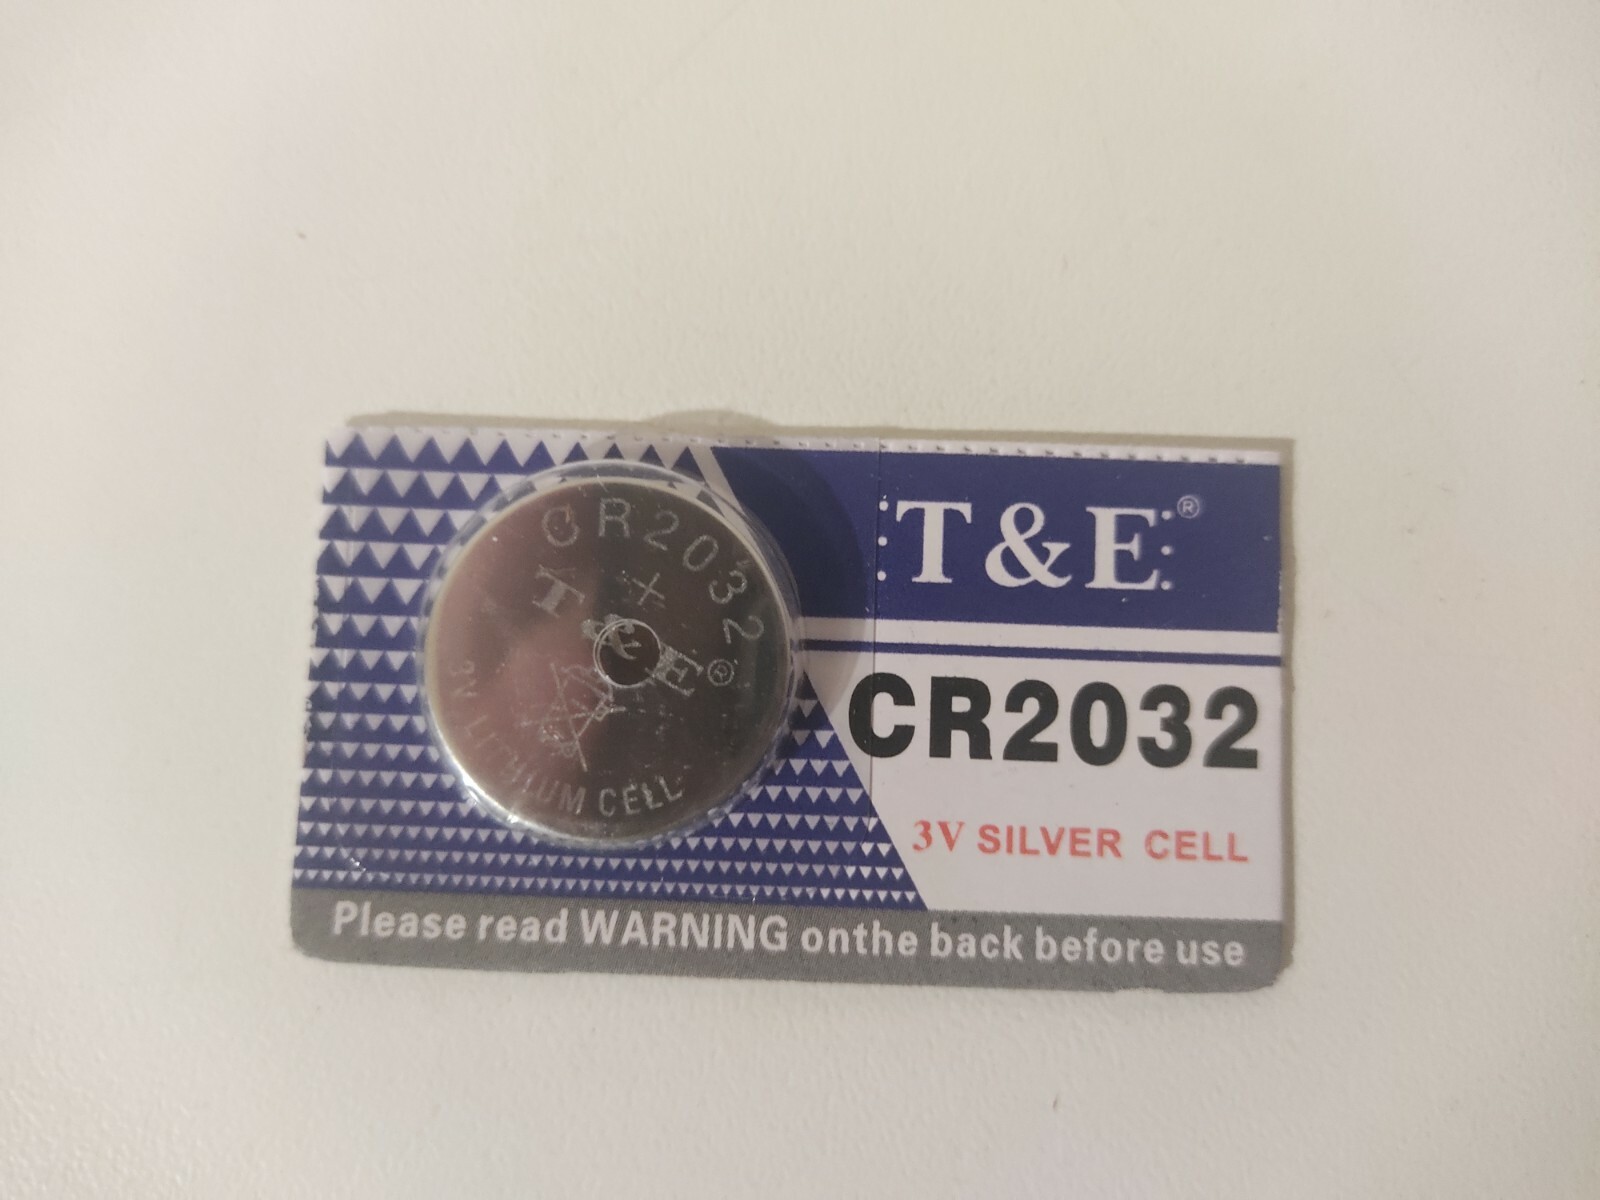 CR2032
+
T&E®
3V LITHIUM CELL
T&E®
CR2032
3V SILVER CELL
Please read WARNING onthe back before use